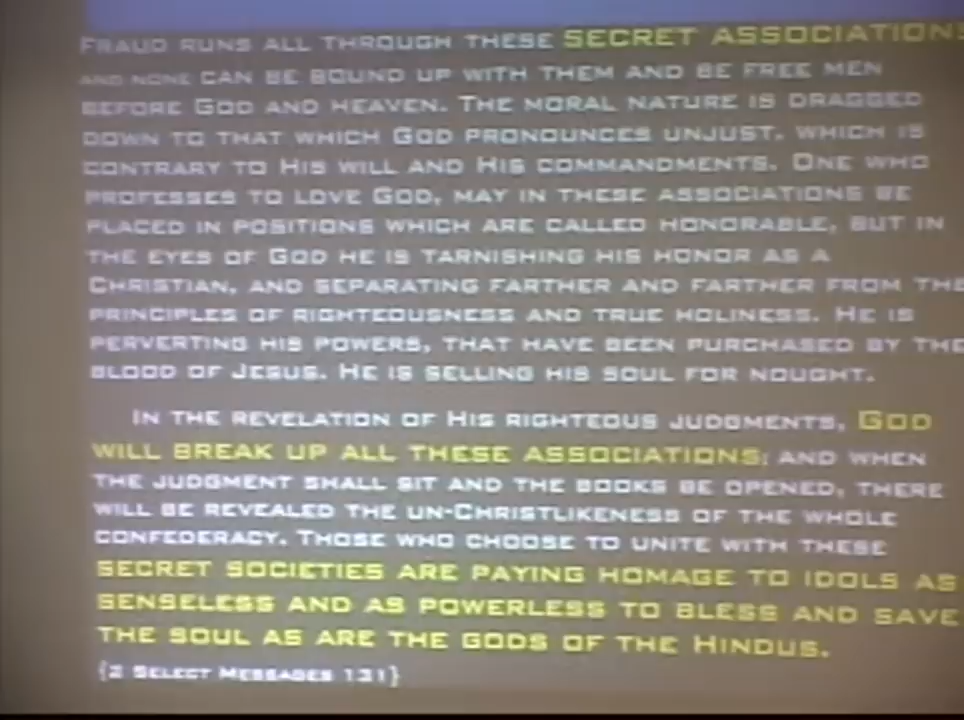 Fraud runs all through these SECRET ASSOCIATIONS
and none can be bound up with them and be free men
before God and heaven. The moral nature is dragged
down to that which God pronounces unjust, which is
contrary to His will and His commandments. One who
professes to love God, may in these associations be
placed in positions which are called honorable, but in
the eyes of God he is tarnishing his honor as a
Christian, and separating farther and farther from the
principles of righteousness and true holiness. He is
perverting his powers, that have been purchased by the
blood of Jesus. He is selling his soul for nought.
In the revelation of His righteous judgments, God
will break up all these associations; and when
the judgment shall sit and the books be opened, there
will be revealed the un-Christlikeness of the whole
confederacy. Those who choose to unite with these
secret societies are paying homage to idols as
senseless and as powerless to bless and save
the soul as are the gods of the Hindus.
{2 Select Messages 131}